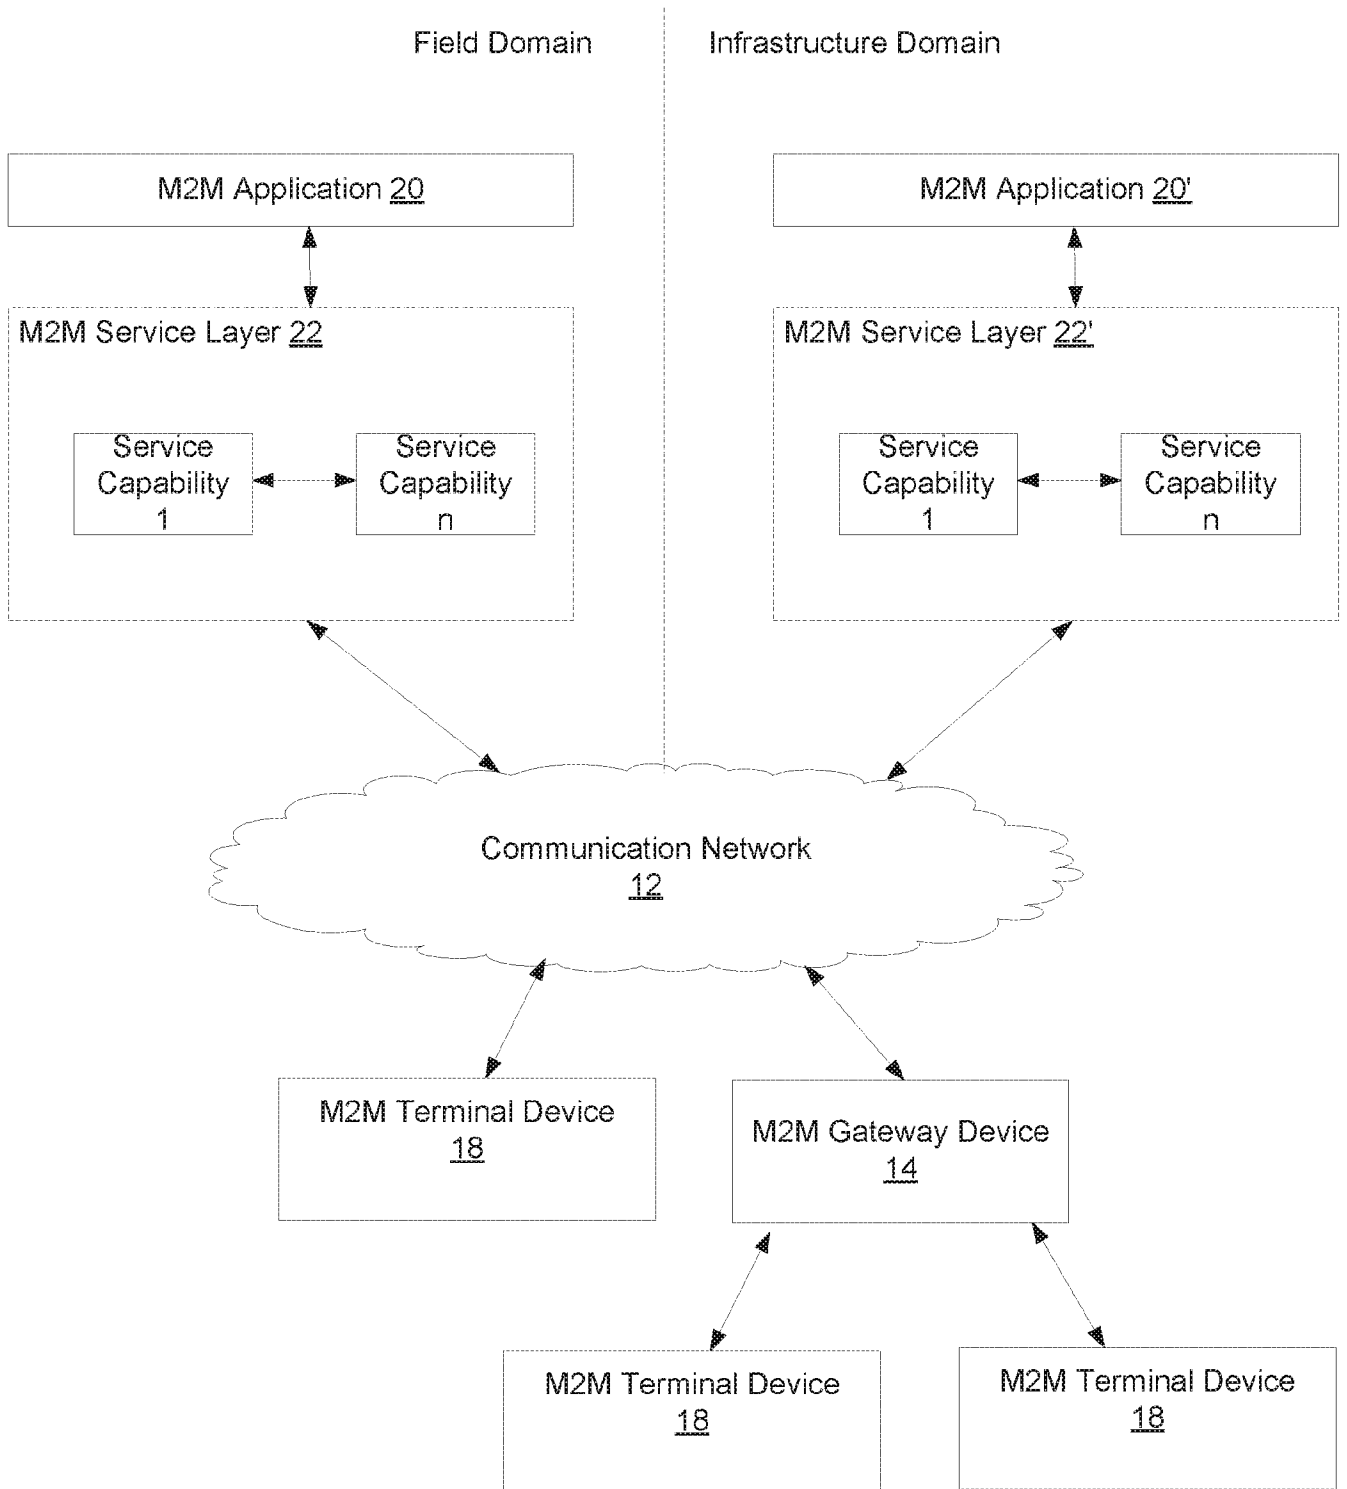 Field Domain
Infrastructure Domain
M2M Application 20
M2M Application 20'
M2M Service Layer 22
M2M Service Layer 22'
Service
Capability
1
Service
Capability
n
Service
Capability
1
Service
Capability
n
Communication Network
12
M2M Terminal Device
18
M2M Gateway Device
14
M2M Terminal Device
18
M2M Terminal Device
18